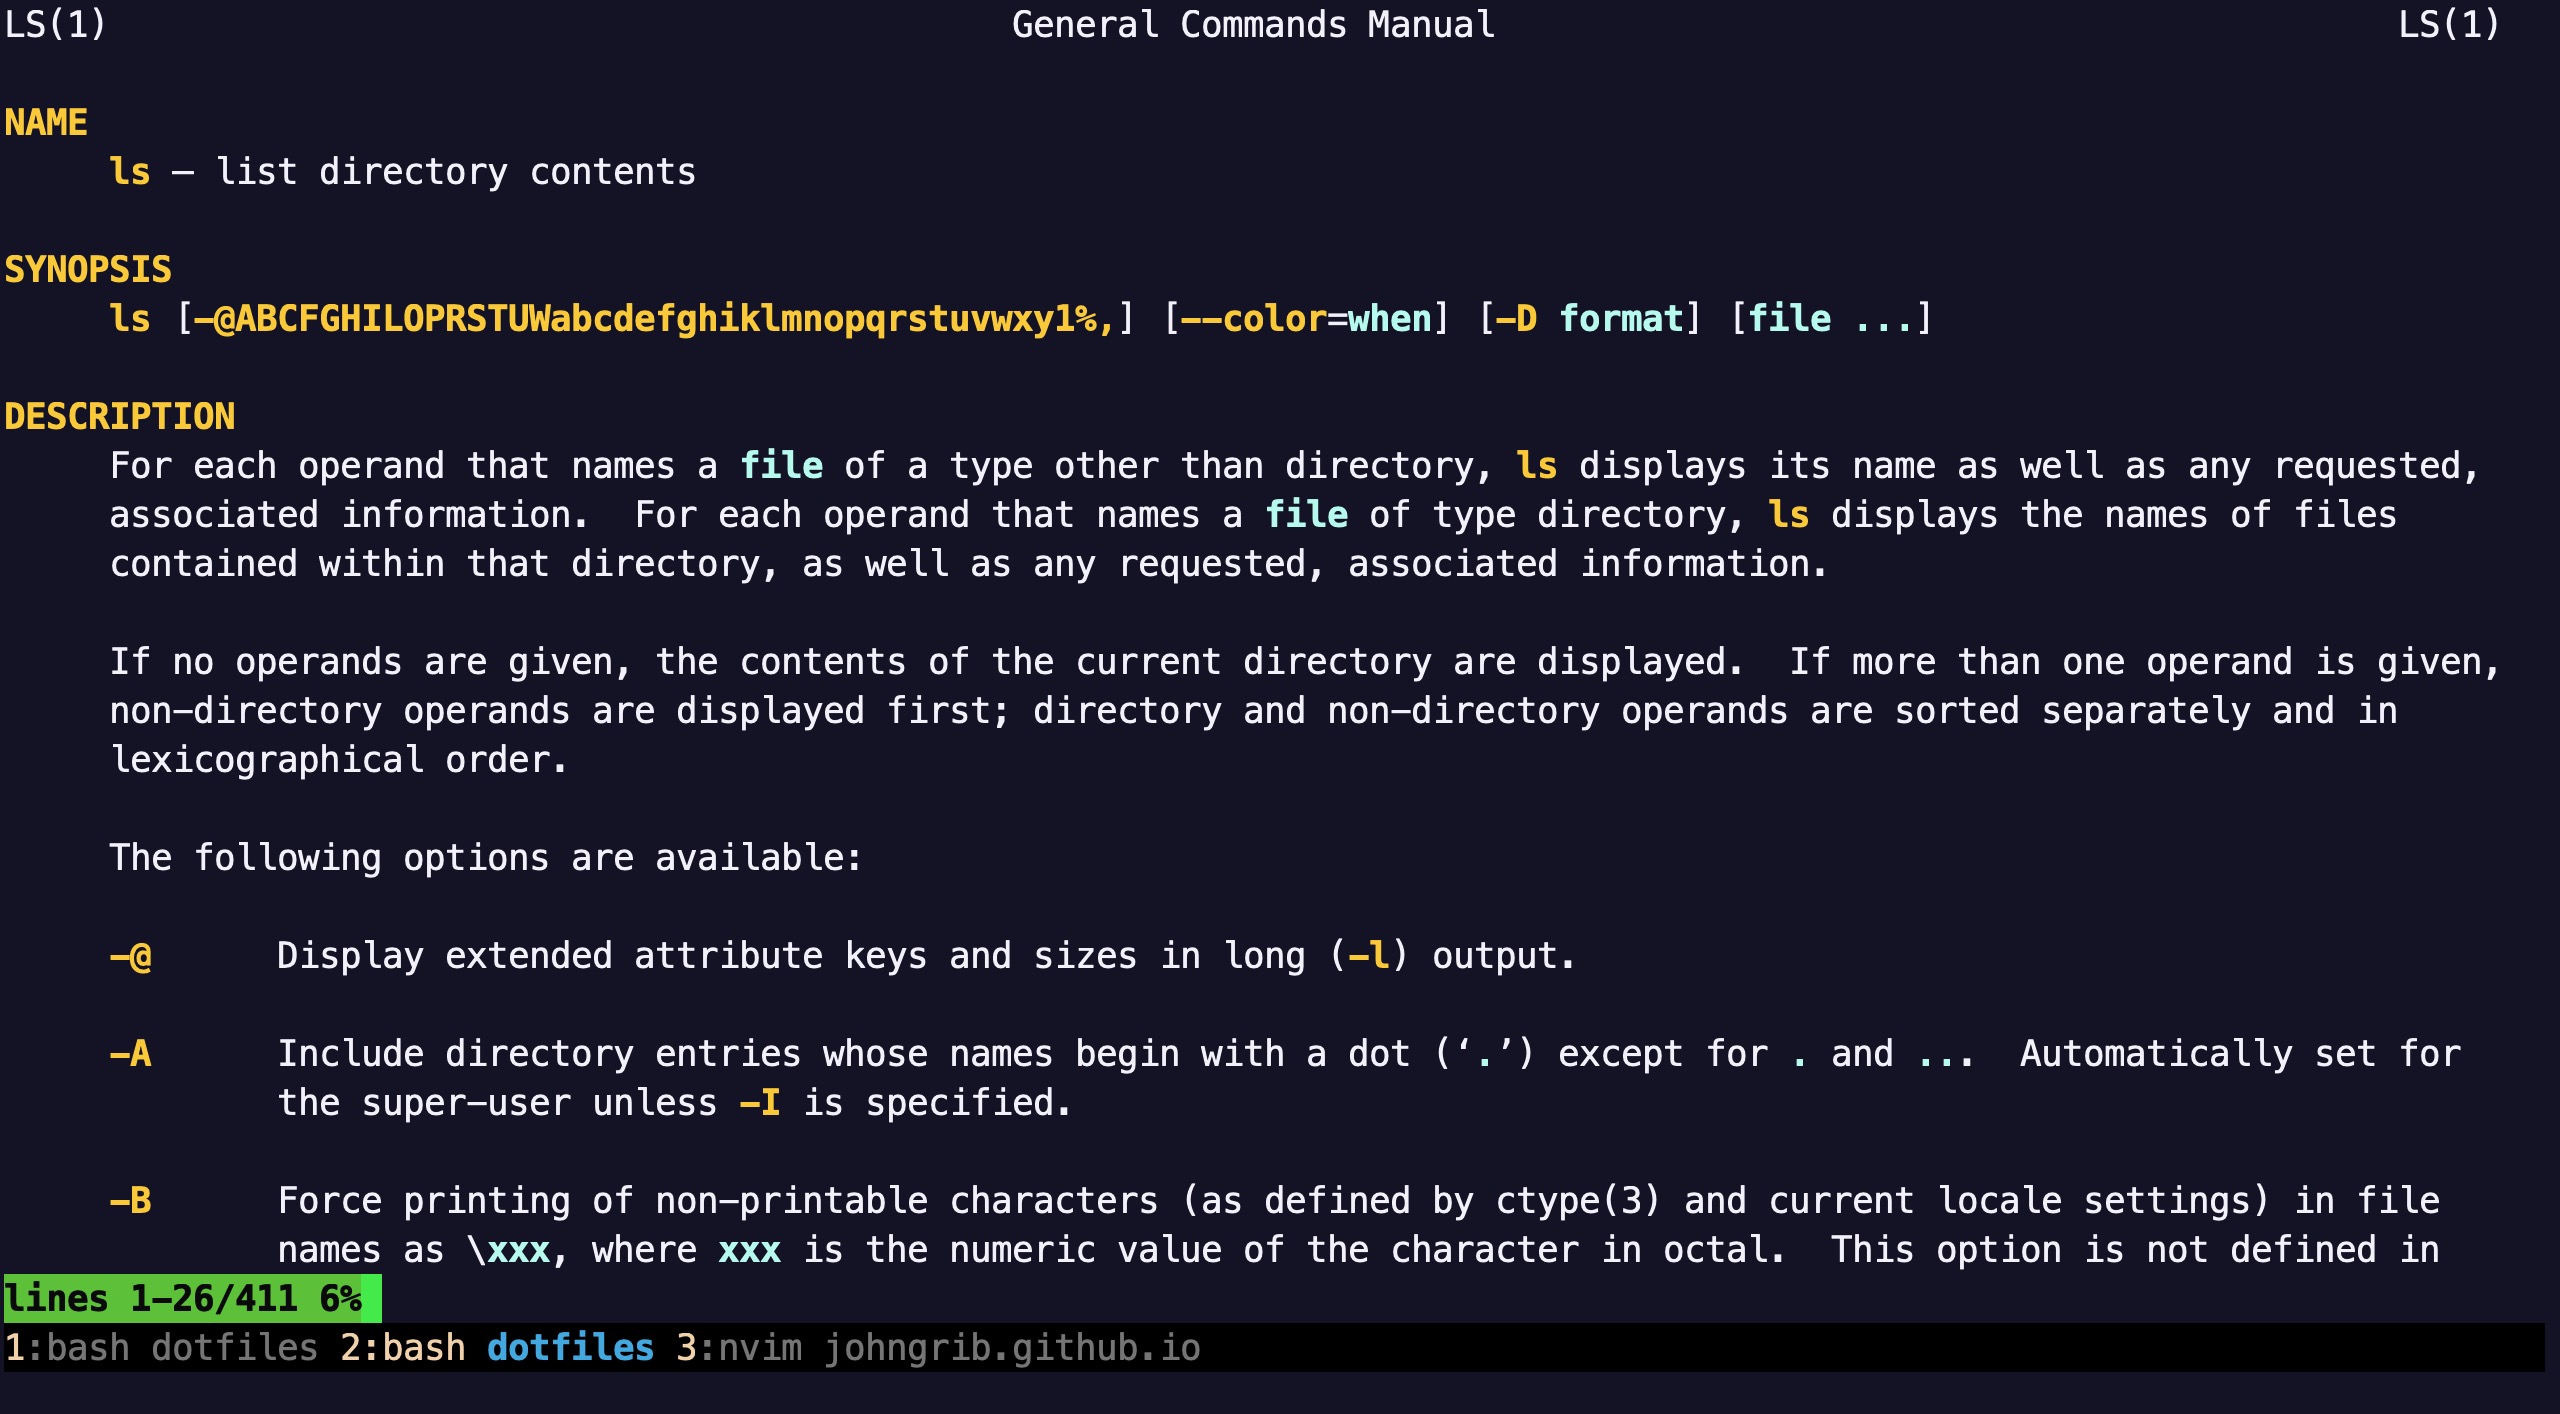 LS(1) General Commands Manual LS(1)
NAME
ls – list directory contents
SYNOPSIS
ls [-@ABCFGHILOPRSTUWabcdefghiklmnopqrstuvwxy1%,] [--color=when] [-D format] [file ...]
DESCRIPTION
For each operand that names a file of a type other than directory, ls displays its name as well as any requested,
associated information.  For each operand that names a file of type directory, ls displays the names of files
contained within that directory, as well as any requested, associated information.
If no operands are given, the contents of the current directory are displayed.  If more than one operand is given,
non-directory operands are displayed first; directory and non-directory operands are sorted separately and in
lexicographical order.
The following options are available:
-@ Display extended attribute keys and sizes in long (-l) output.
-A Include directory entries whose names begin with a dot (‘.’) except for . and ...  Automatically set for
the super-user unless -I is specified.
-B Force printing of non-printable characters (as defined by ctype(3) and current locale settings) in file
names as \xxx, where xxx is the numeric value of the character in octal.  This option is not defined in
lines 1-26/411 6%
1:bash dotfiles 2:bash dotfiles 3:nvim johngrib.github.io